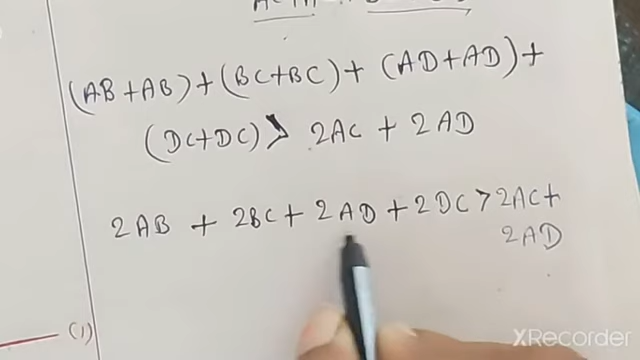 (AB+AB)+(BC+BC)+ (AD+AD)+
(DC+DC)> 2AC + 2AD
2AB + 2BC+ 2AD +2DC>2AC+
2AD
(1)
XRecorder